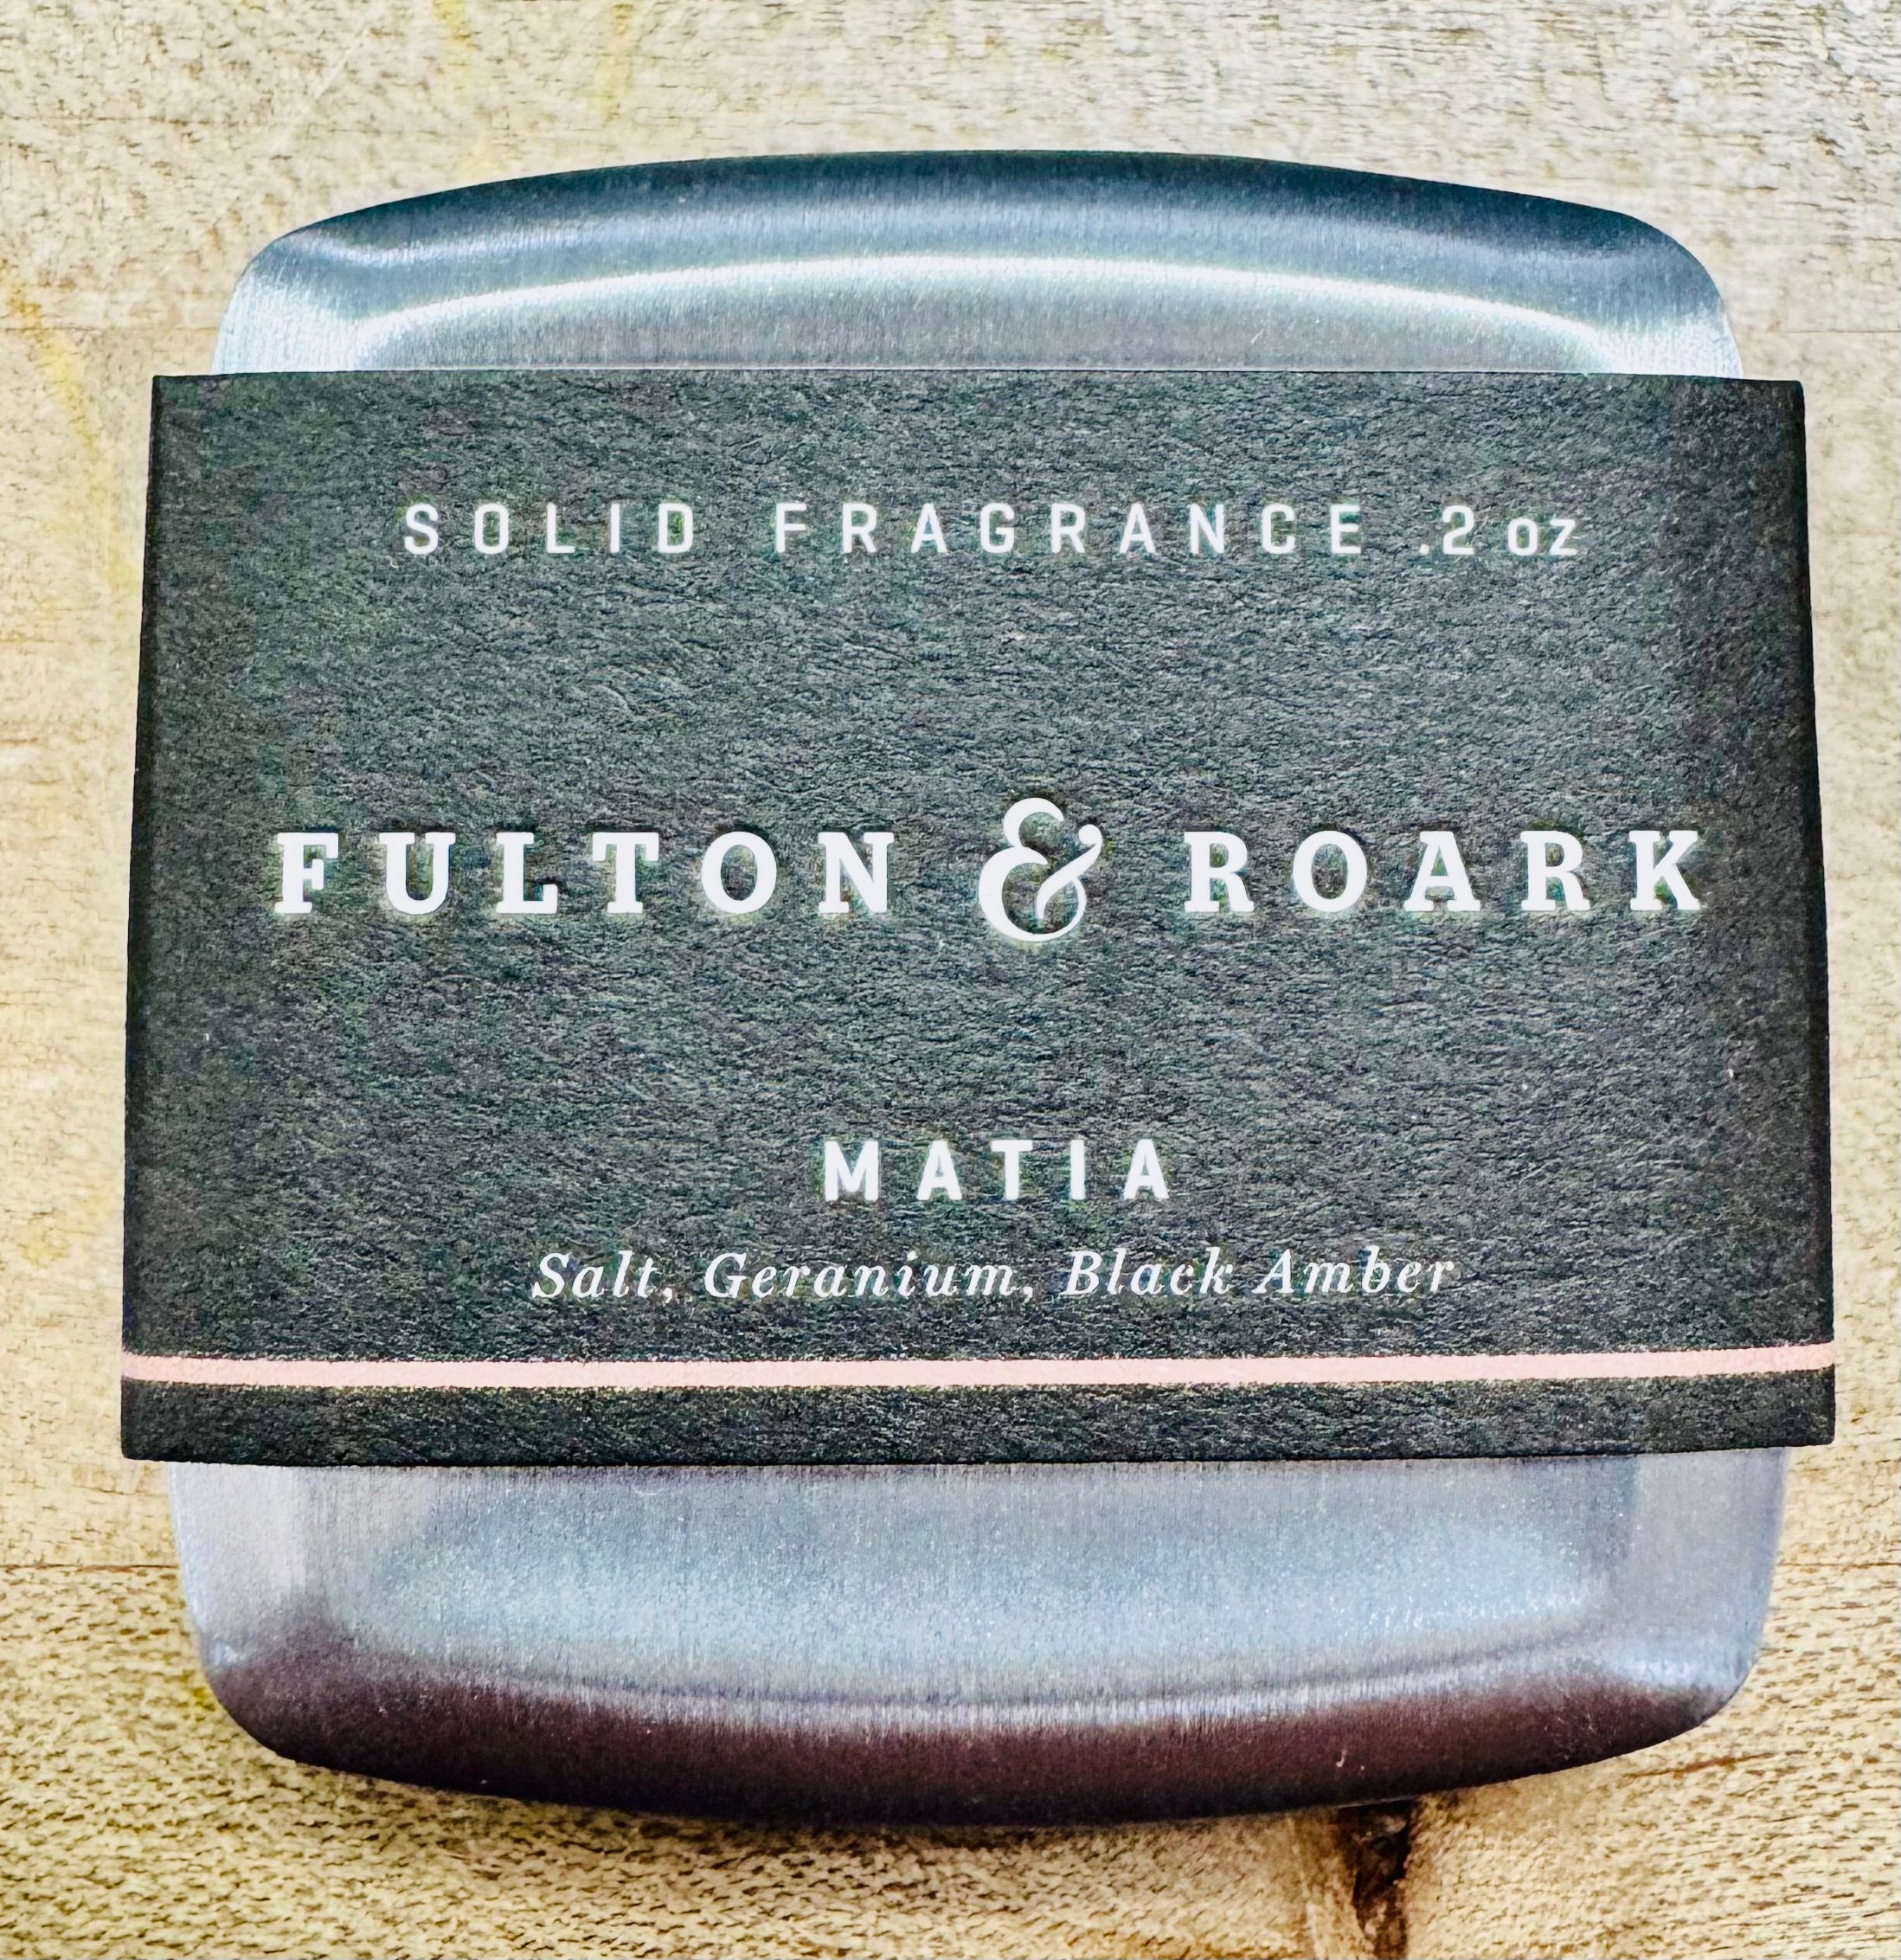 SOLID FRAGRANCE .2 oz
FULTON & ROARK
MATIA
Salt, Geranium, Black Amber